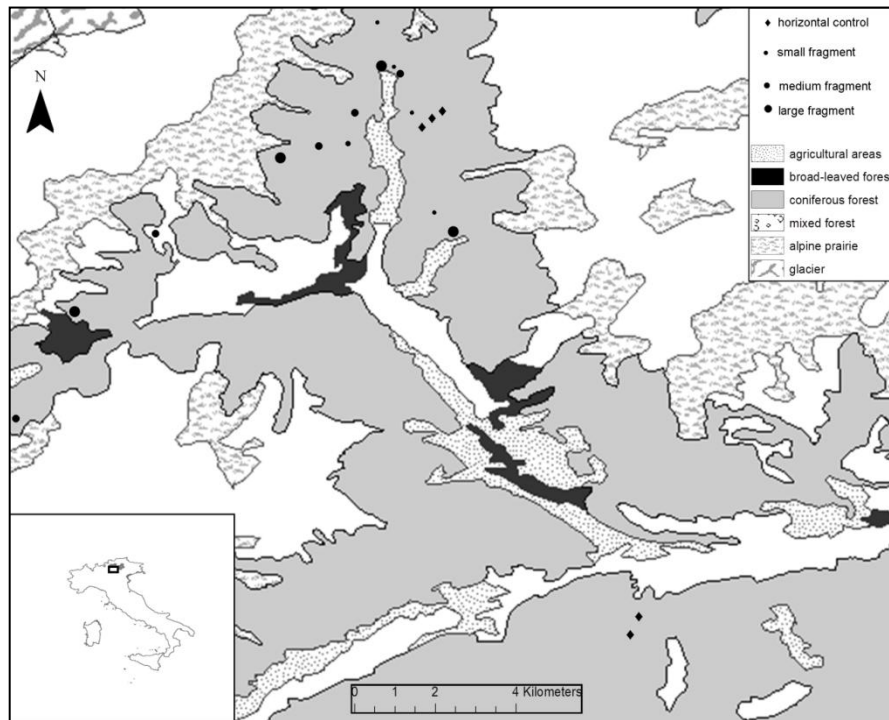 N
horizontal control
small fragment
medium fragment
large fragment
agricultural areas
broad-leaved fores
coniferous forest
mixed forest
alpine prairie
glacier
0 1 2 4 Kilometers